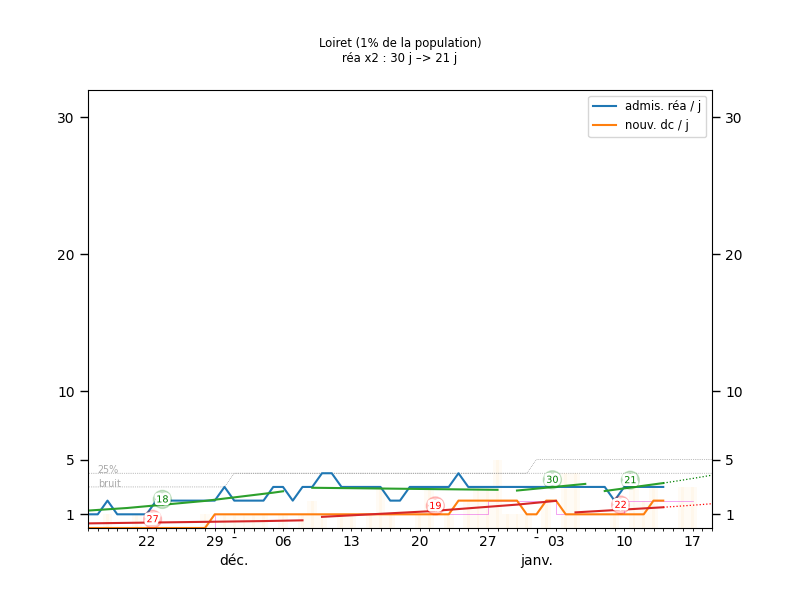 Loiret (1% de la population)
réa x2 : 30 j –> 21 j
admis. réa / j
nouv. dc / j
30 30
20 20
10 10
5 5
1 1
25%
bruit
18 27 19 30 21 22
22 29 - 06 13 20 27 - 03 10 17
déc. janv.